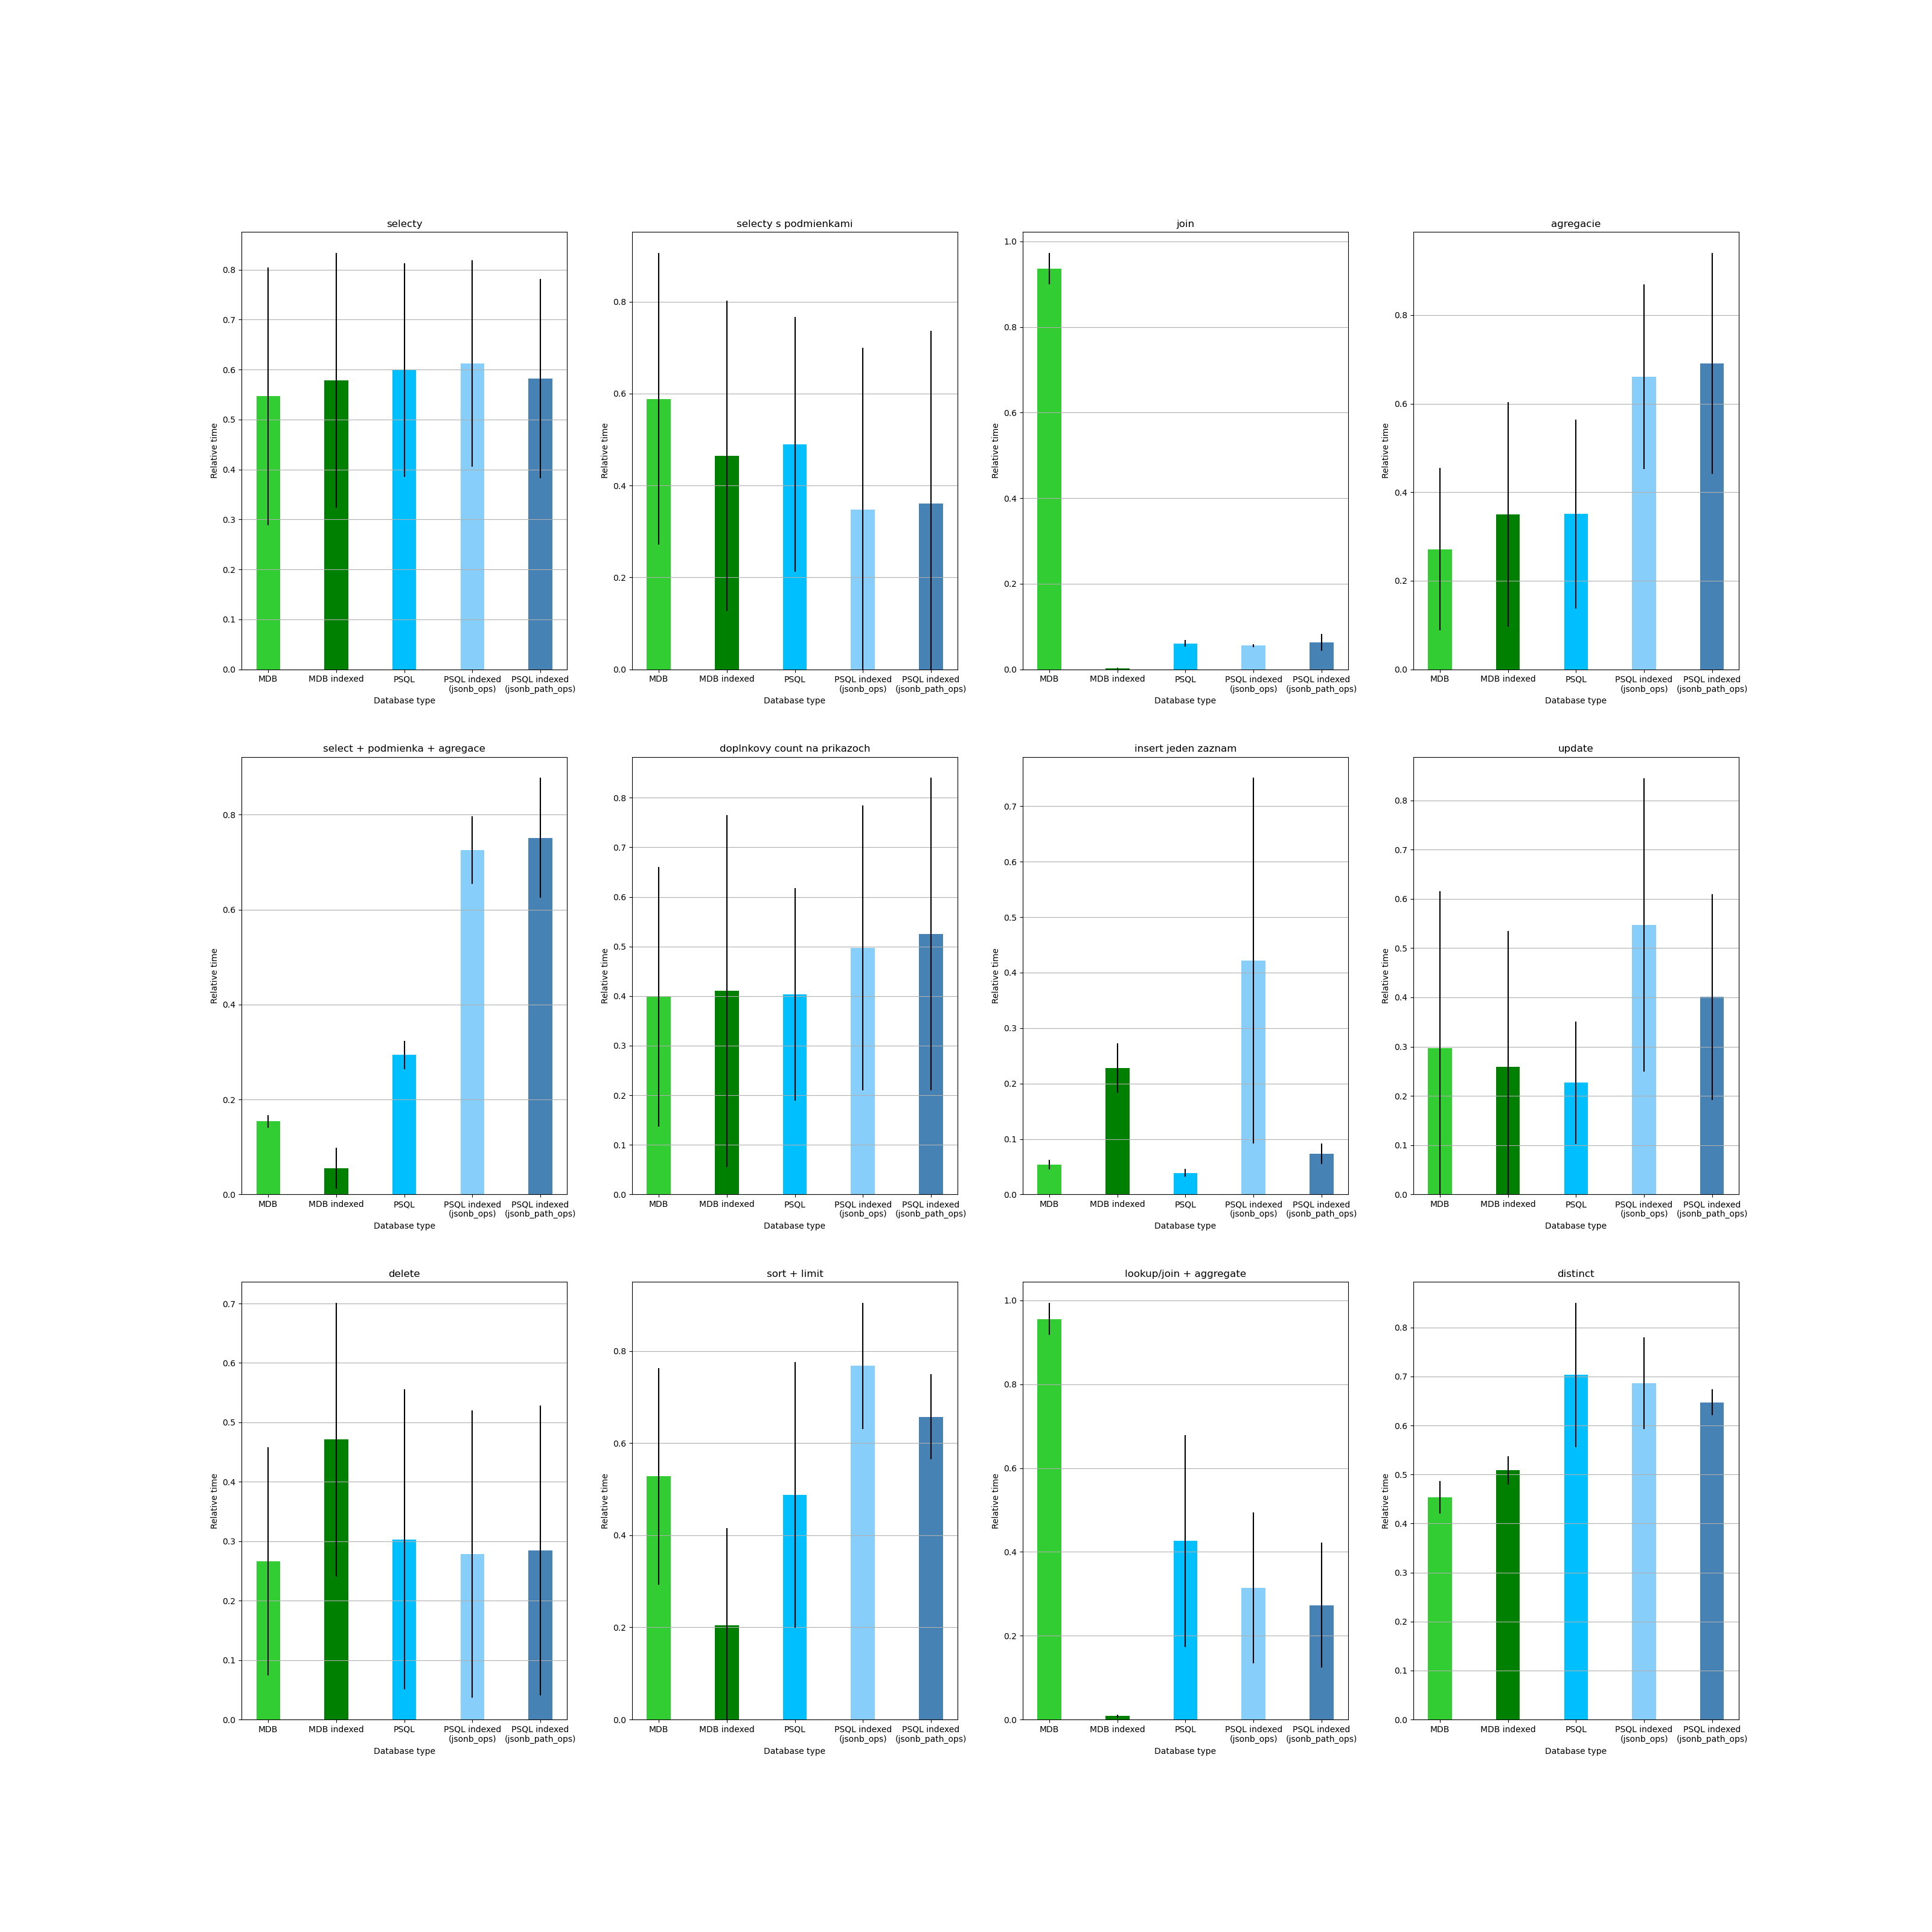 selecty
0.8
0.7
0.6
0.5
0.4
0.3
0.2
0.1
0.0
Relative time
MDB
MDB indexed
PSQL
PSQL indexed
(jsonb_ops)
PSQL indexed
(jsonb_path_ops)
Database type
selecty s podmienkami
0.8
0.6
0.4
0.2
0.0
Relative time
MDB
MDB indexed
PSQL
PSQL indexed
(jsonb_ops)
PSQL indexed
(jsonb_path_ops)
Database type
join
1.0
0.8
0.6
0.4
0.2
0.0
Relative time
MDB
MDB indexed
PSQL
PSQL indexed
(jsonb_ops)
PSQL indexed
(jsonb_path_ops)
Database type
agregacie
0.8
0.6
0.4
0.2
0.0
Relative time
MDB
MDB indexed
PSQL
PSQL indexed
(jsonb_ops)
PSQL indexed
(jsonb_path_ops)
Database type
select + podmienka + agregace
0.8
0.6
0.4
0.2
0.0
Relative time
MDB
MDB indexed
PSQL
PSQL indexed
(jsonb_ops)
PSQL indexed
(jsonb_path_ops)
Database type
doplnkovy count na prikazoch
0.8
0.7
0.6
0.5
0.4
0.3
0.2
0.1
0.0
Relative time
MDB
MDB indexed
PSQL
PSQL indexed
(jsonb_ops)
PSQL indexed
(jsonb_path_ops)
Database type
insert jeden zaznam
0.7
0.6
0.5
0.4
0.3
0.2
0.1
0.0
Relative time
MDB
MDB indexed
PSQL
PSQL indexed
(jsonb_ops)
PSQL indexed
(jsonb_path_ops)
Database type
update
0.8
0.7
0.6
0.5
0.4
0.3
0.2
0.1
0.0
Relative time
MDB
MDB indexed
PSQL
PSQL indexed
(jsonb_ops)
PSQL indexed
(jsonb_path_ops)
Database type
delete
0.7
0.6
0.5
0.4
0.3
0.2
0.1
0.0
Relative time
MDB
MDB indexed
PSQL
PSQL indexed
(jsonb_ops)
PSQL indexed
(jsonb_path_ops)
Database type
sort + limit
0.8
0.6
0.4
0.2
0.0
Relative time
MDB
MDB indexed
PSQL
PSQL indexed
(jsonb_ops)
PSQL indexed
(jsonb_path_ops)
Database type
lookup/join + aggregate
1.0
0.8
0.6
0.4
0.2
0.0
Relative time
MDB
MDB indexed
PSQL
PSQL indexed
(jsonb_ops)
PSQL indexed
(jsonb_path_ops)
Database type
distinct
0.8
0.7
0.6
0.5
0.4
0.3
0.2
0.1
0.0
Relative time
MDB
MDB indexed
PSQL
PSQL indexed
(jsonb_ops)
PSQL indexed
(jsonb_path_ops)
Database type